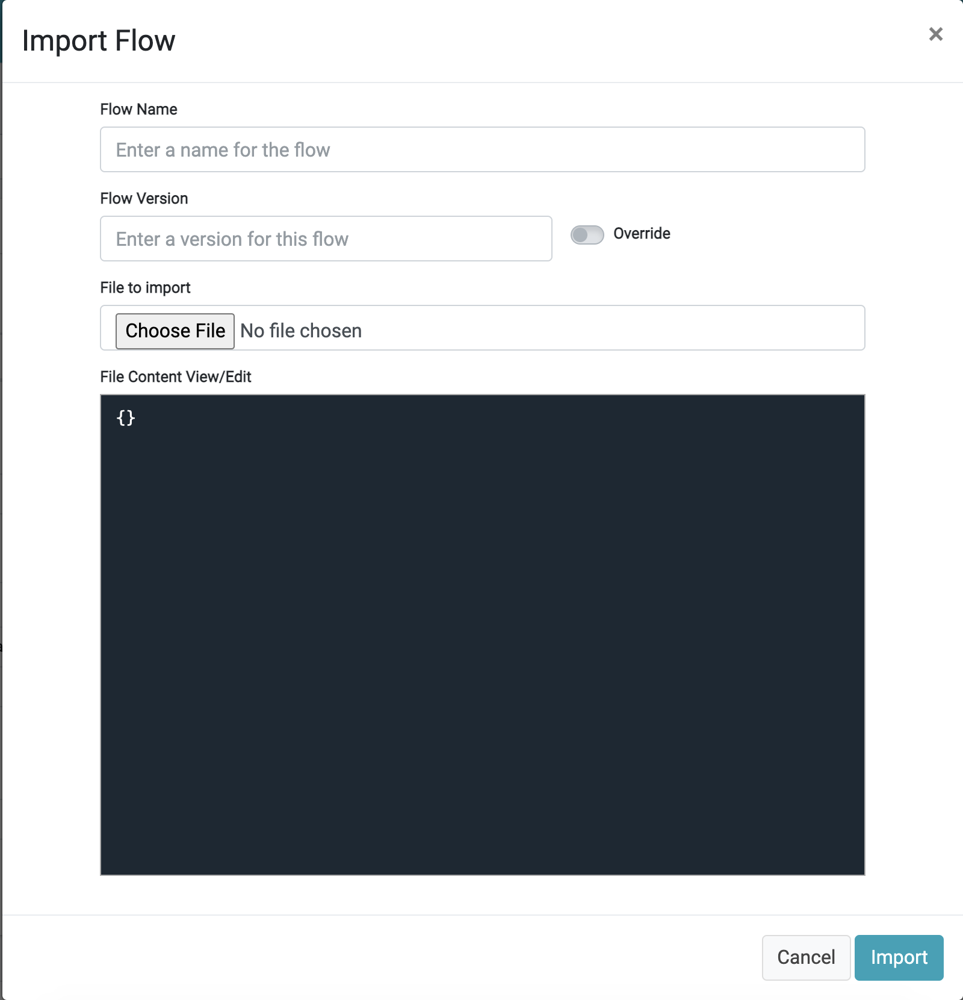 Import Flow
×
Flow Name
Enter a name for the flow
Flow Version
Enter a version for this flow
Override
File to import
Choose File No file chosen
File Content View/Edit
{}
Cancel
Import